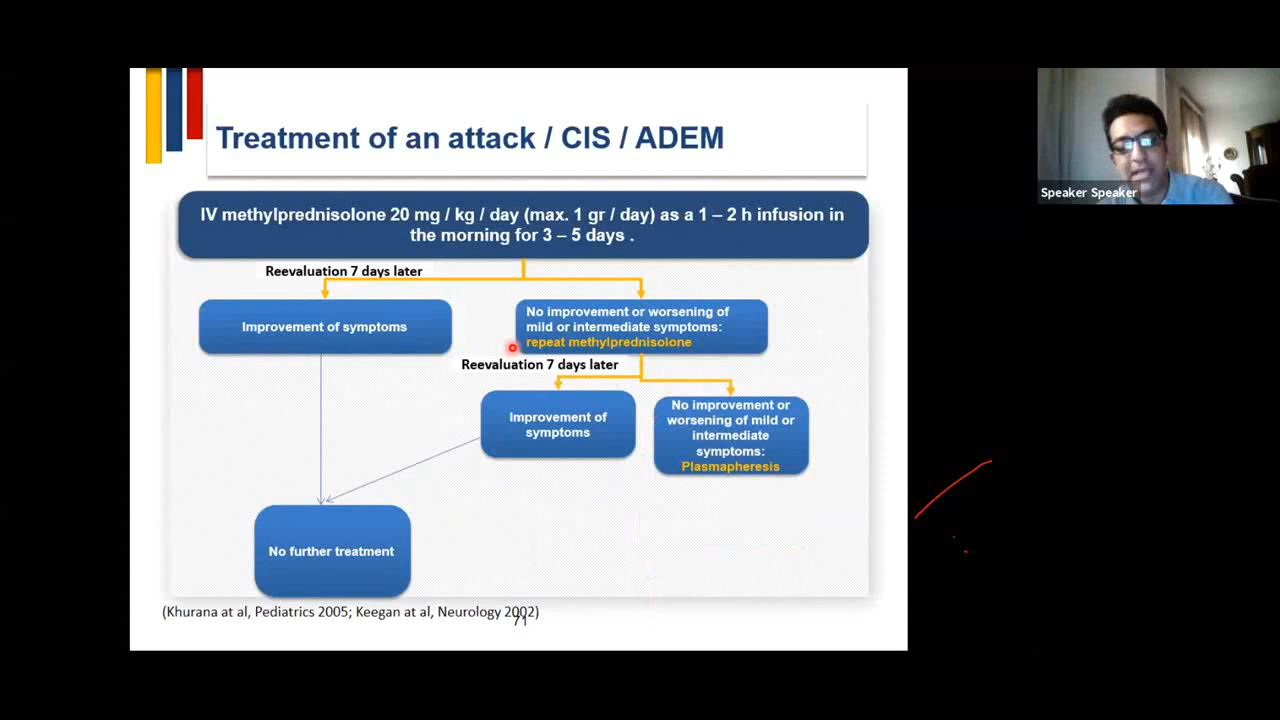 Treatment of an attack / CIS / ADEM
IV methylprednisolone 20 mg / kg / day (max. 1 gr / day) as a 1 – 2 h infusion in
the morning for 3 – 5 days .
Reevaluation 7 days later
Improvement of symptoms
No improvement or worsening of
mild or intermediate symptoms:
repeat methylprednisolone
Reevaluation 7 days later
Improvement of
symptoms
No improvement or
worsening of mild or
intermediate
symptoms:
Plasmapheresis
No further treatment
(Khurana at al, Pediatrics 2005; Keegan at al, Neurology 2002)
71
Speaker Speaker